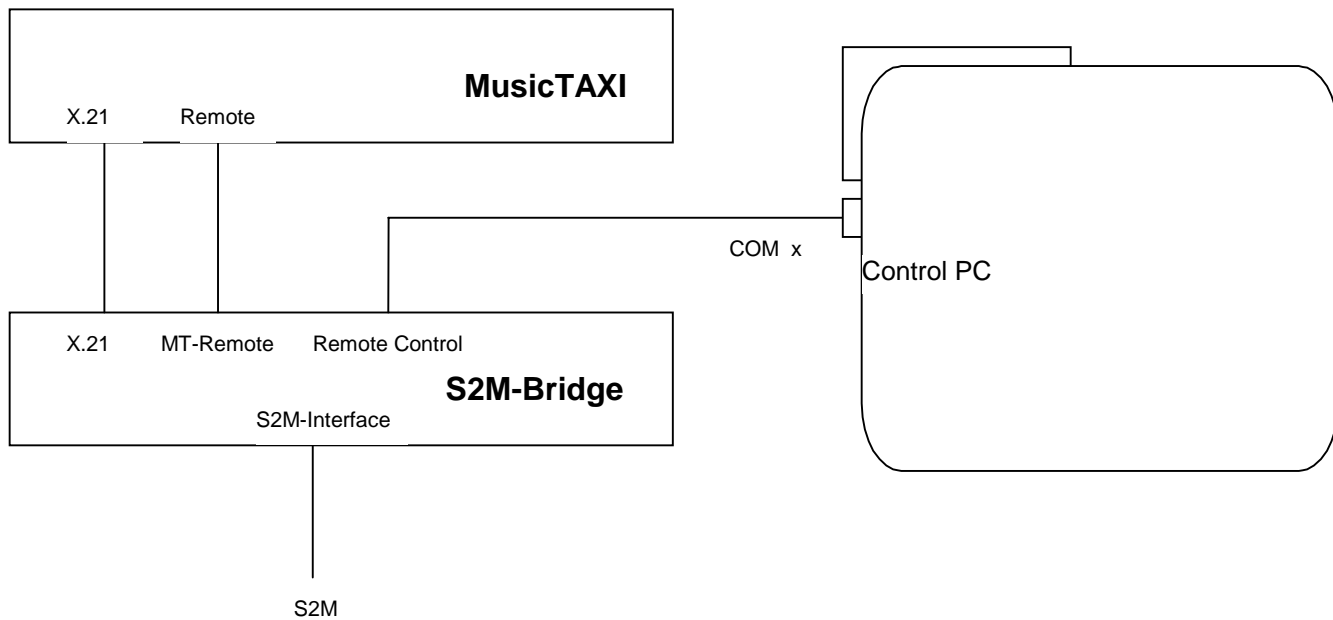 MusicTAXI
X.21 Remote
COM x
Control PC
X.21 MT-Remote Remote Control
S2M-Bridge
S2M-Interface
S2M